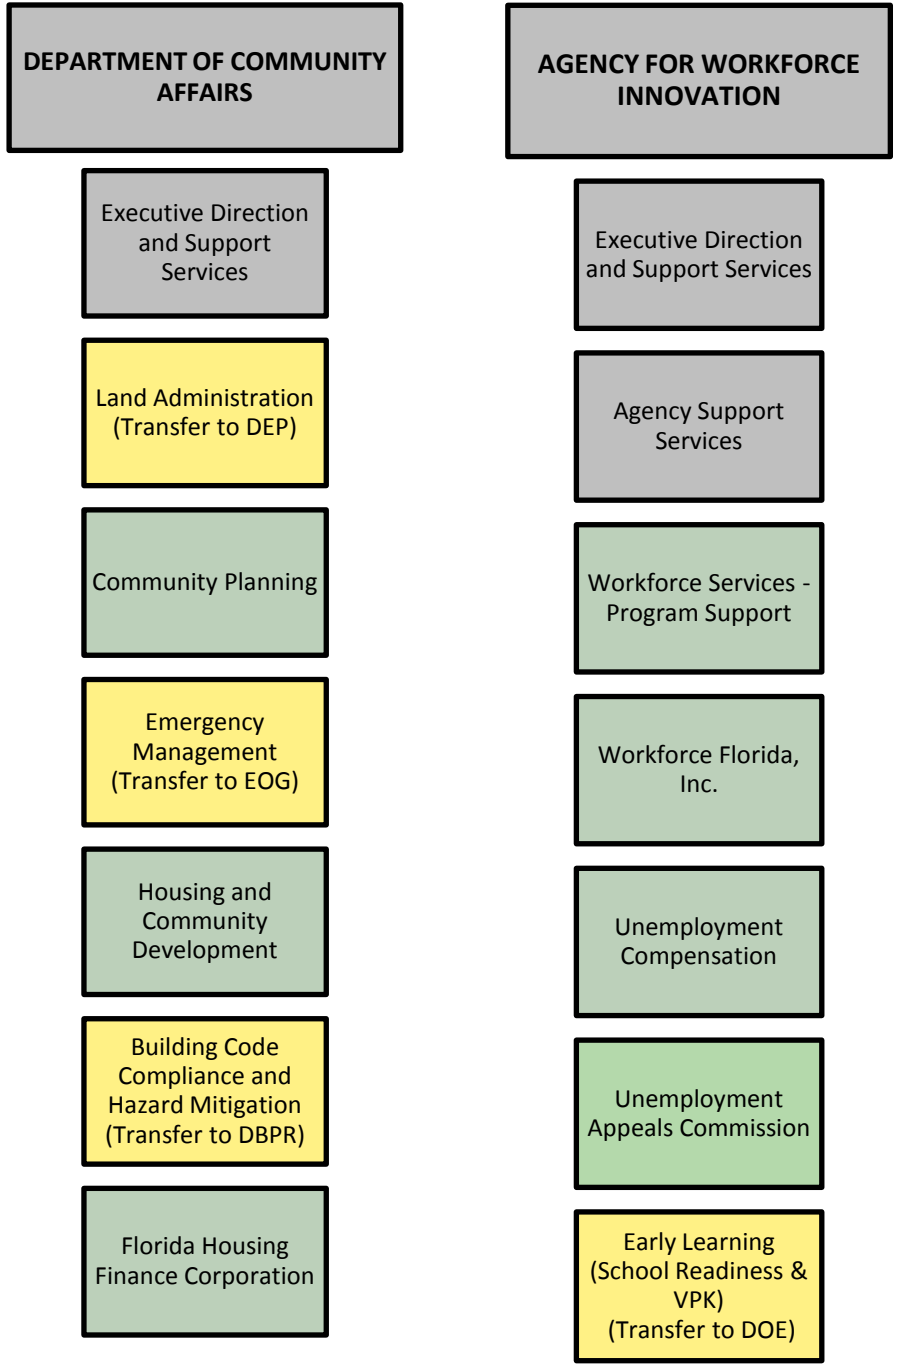 DEPARTMENT OF COMMUNITY
AFFAIRS
Executive Direction
and Support
Services
Land Administration
(Transfer to DEP)
Community Planning
Emergency
Management
(Transfer to EOG)
Housing and
Community
Development
Building Code
Compliance and
Hazard Mitigation
(Transfer to DBPR)
Florida Housing
Finance Corporation
AGENCY FOR WORKFORCE
INNOVATION
Executive Direction
and Support Services
Agency Support
Services
Workforce Services -
Program Support
Workforce Florida,
Inc.
Unemployment
Compensation
Unemployment
Appeals Commission
Early Learning
(School Readiness &
VPK)
(Transfer to DOE)